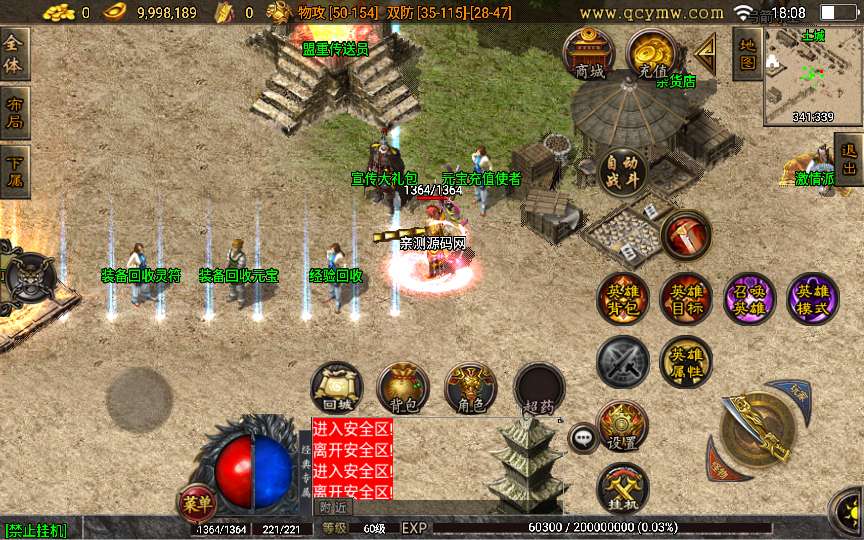 0 9,998,189 0 物攻 [50-154] 双防 [35-115]-[28-47] www.qcymw.com 18:08
全体
布局
下属
盟重传送员
商城
充值
杂货店
地图
土城
341:339
退出
自动战斗
宣传大礼包
元宝充值使者
激情派
1364/1364
亲测源码网
装备回收灵符
装备回收元宝
经验回收
英雄背包
英雄目标
召唤英雄
英雄模式
英雄属性
回城
背包
角色
超药
玩家
怪物
设置
挂机
经典专属
进入安全区!
离开安全区!
进入安全区!
离开安全区!
附近
菜单
[禁止挂机]
1364/1364 221/221 等级 60级 EXP 60300 / 200000000 (0.03%)